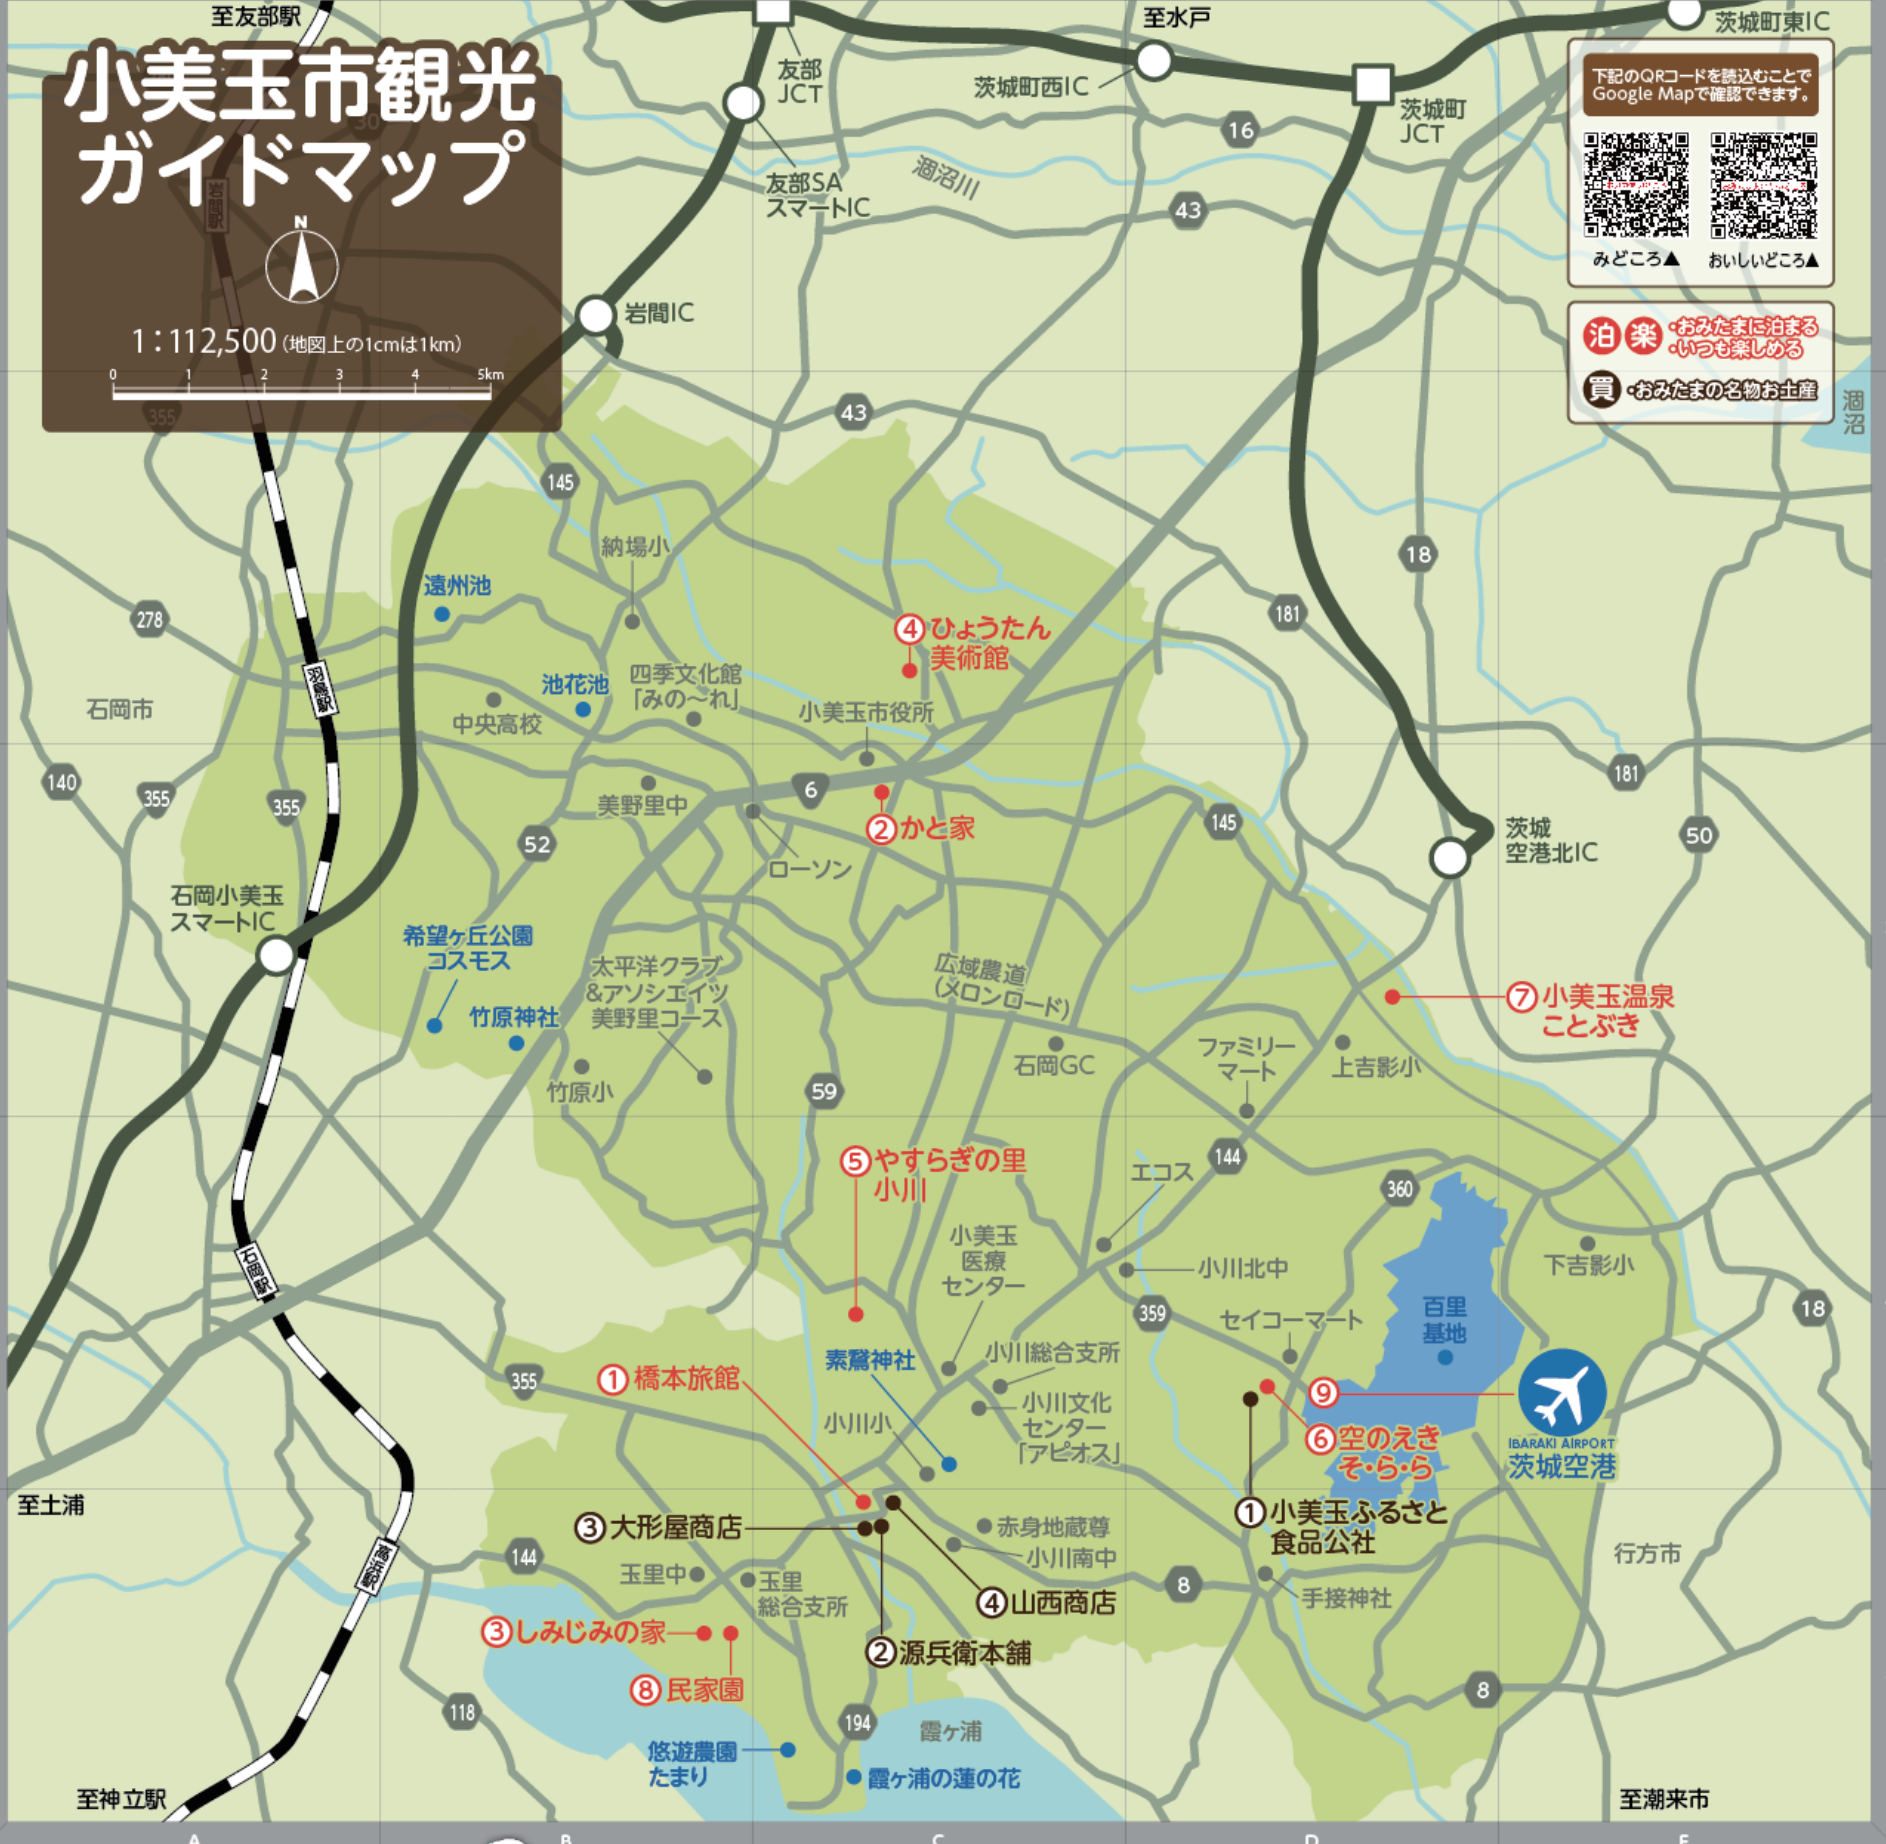 至友部駅
至水戸
茨城町東IC
小美玉市観光
ガイドマップ
N
1：112,500（地図上の1cmは1km）
0 1 2 3 4 5km
30
岩間駅
355
友部
JCT
茨城町西IC
茨城町
JCT
16
友部SA
スマートIC
涸沼川
43
下記のQRコードを読込むことで
Google Mapで確認できます。
みどころ▲
おいしいどころ▲
泊 楽 ・おみたまに泊まる
・いつも楽しめる
買 ・おみたまの名物お土産
涸沼
岩間IC
43
145
納場小
18
遠州池
278
181
④ひょうたん
美術館
羽鳥駅
石岡市
池花池
四季文化館
「みの～れ」
中央高校
小美玉市役所
140
355
355
美野里中
6
181
②かと家
145
52
50
茨城
空港北IC
ローソン
石岡小美玉
スマートIC
希望ヶ丘公園
コスモス
太平洋クラブ
&アソシエイツ
美野里コース
広域農道
(メロンロード)
⑦小美玉温泉
ことぶき
竹原神社
竹原小
59
石岡GC
ファミリー
マート
上吉影小
⑤やすらぎの里
小川
エコス
144
360
小美玉
医療
センター
小川北中
下吉影小
石岡駅
359
セイコーマート
百里
基地
18
355
①橋本旅館
素鵞神社
小川総合支所
小川小
小川文化
センター
「アピオス」
⑨
⑥空のえき
そ・ら・ら
IBARAKI AIRPORT
茨城空港
至土浦
①小美玉ふるさと
食品公社
③大形屋商店
赤身地蔵尊
小川南中
行方市
高浜駅
144
玉里中
玉里
総合支所
8
手接神社
④山西商店
③しみじみの家
②源兵衛本舗
⑧民家園
8
118
194
霞ヶ浦
悠遊農園
たまり
霞ヶ浦の蓮の花
至神立駅
至潮来市
A B C D E